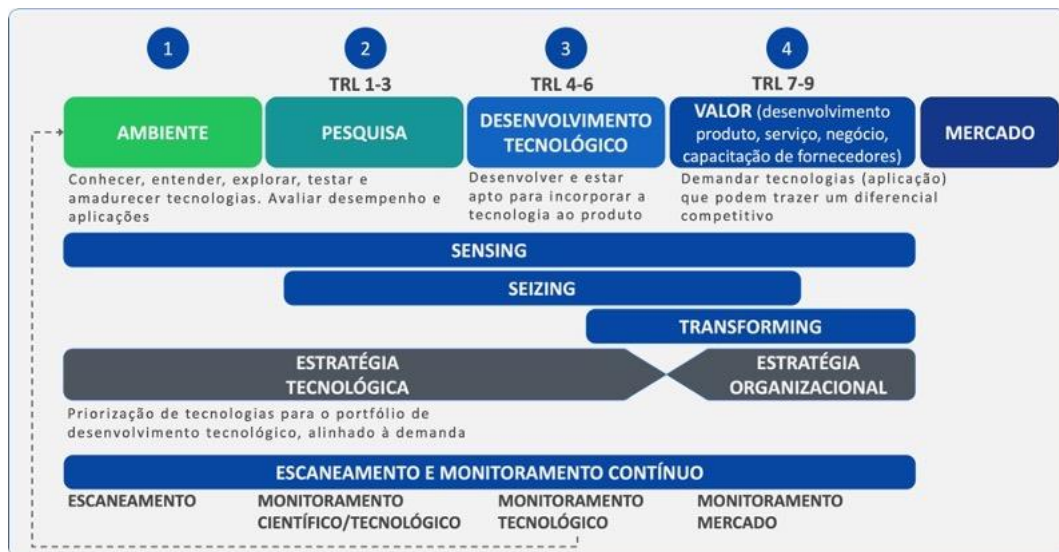 1
2
3
4
TRL 1-3
TRL 4-6
TRL 7-9
AMBIENTE
PESQUISA
DESENVOLVIMENTO
TECNOLÓGICO
VALOR (desenvolvimento
produto, serviço, negócio,
capacitação de fornecedores)
MERCADO
Conhecer, entender, explorar, testar e
amadurecer tecnologias. Avaliar desempenho e
aplicações
Desenvolver e estar
apto para incorporar a
tecnologia ao produto
Demandar tecnologias (aplicação)
que podem trazer um diferencial
competitivo
SENSING
SEIZING
TRANSFORMING
ESTRATÉGIA
TECNOLÓGICA
ESTRATÉGIA
ORGANIZACIONAL
Priorização de tecnologias para o portfólio de
desenvolvimento tecnológico, alinhado à demanda
ESCANEAMENTO E MONITORAMENTO CONTÍNUO
ESCANEAMENTO
MONITORAMENTO
CIENTÍFICO/TECNOLÓGICO
MONITORAMENTO
TECNOLÓGICO
MONITORAMENTO
MERCADO